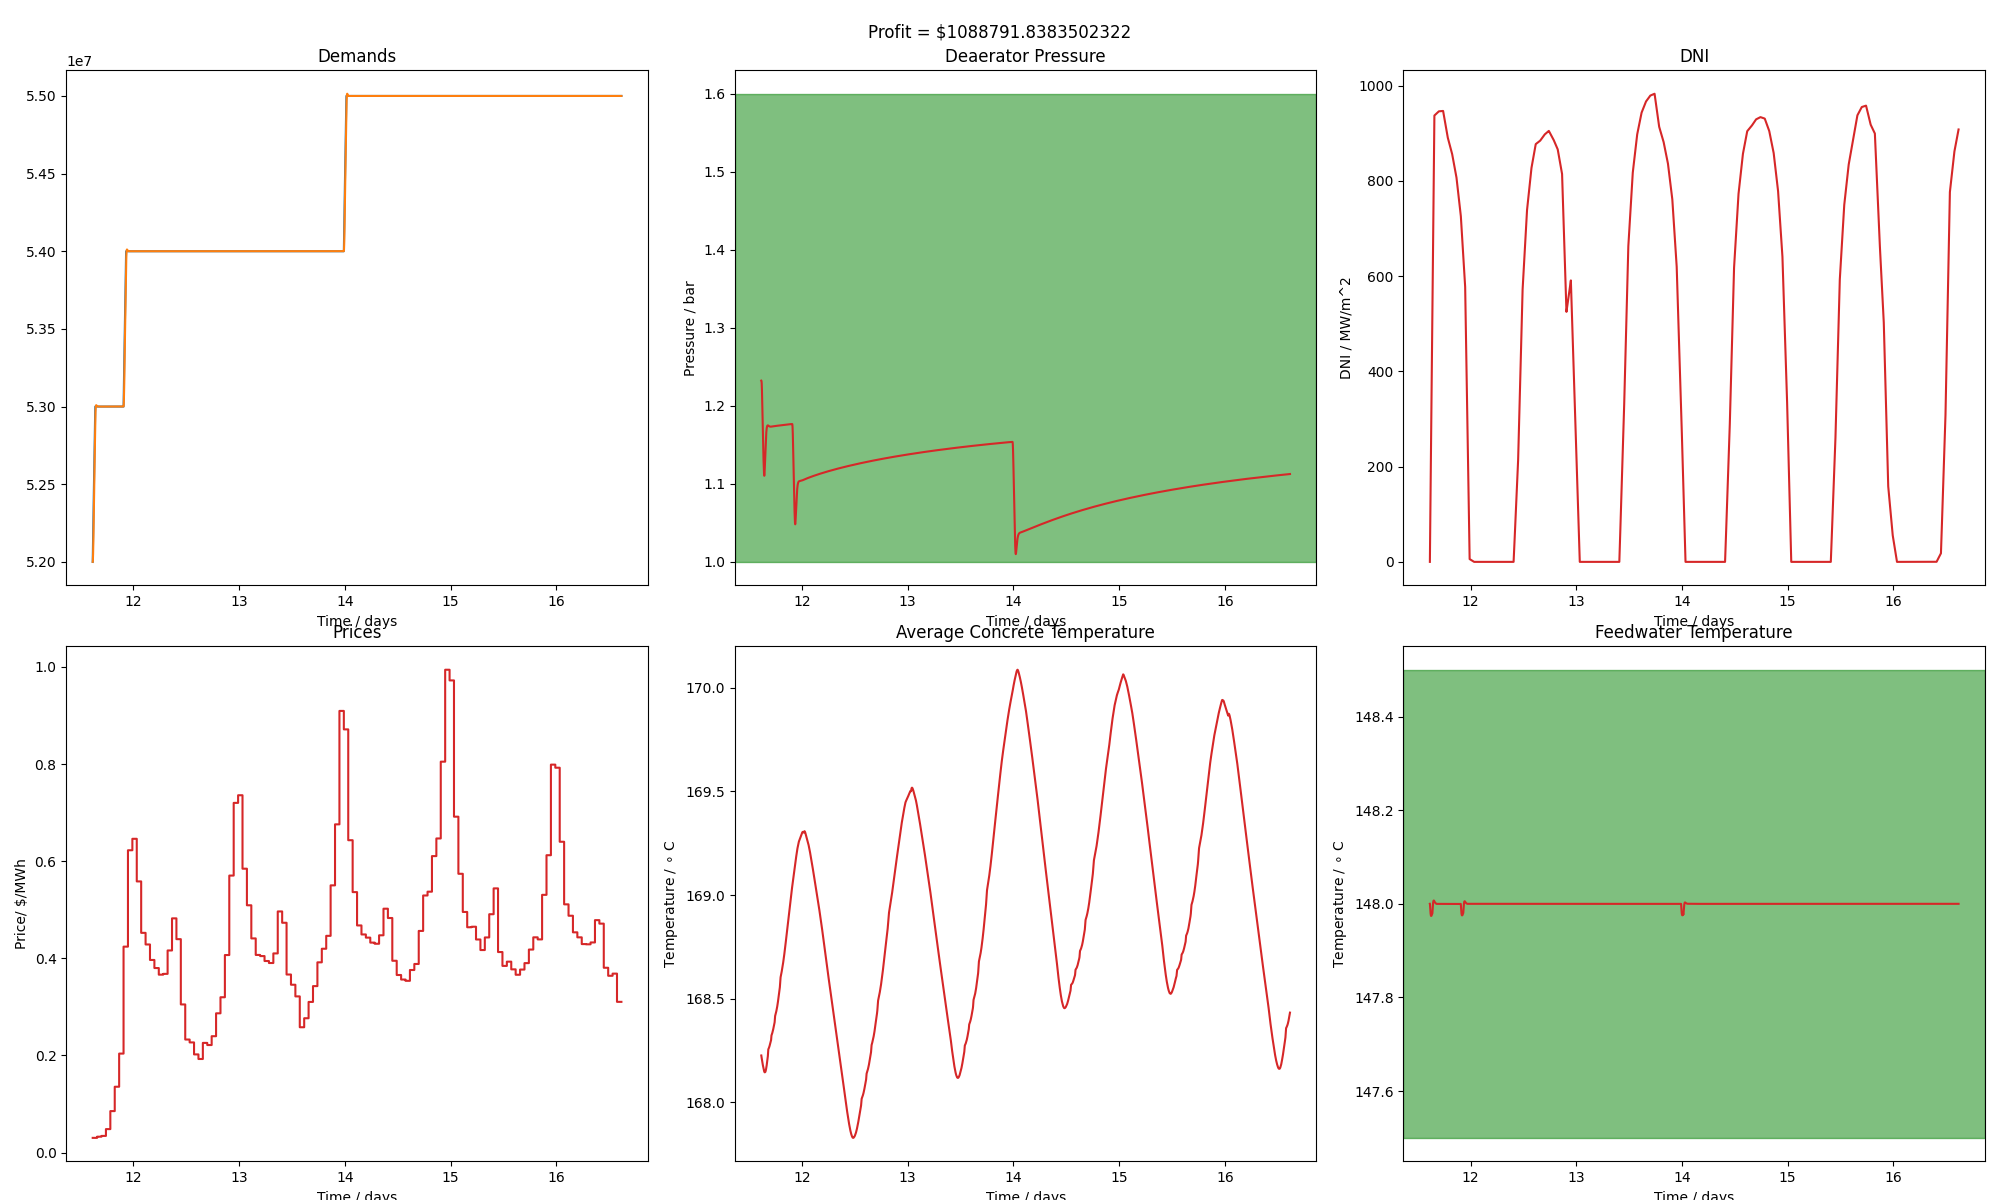 Profit = $1088791.8383502322
Demands
1e7
5.50
5.45
5.40
5.35
5.30
5.25
5.20
12 13 14 15 16
Time / days
Deaerator Pressure
Pressure / bar
1.6
1.5
1.4
1.3
1.2
1.1
1.0
12 13 14 15 16
Time / days
DNI
DNI / MW/m^2
1000
800
600
400
200
0
12 13 14 15 16
Time / days
Prices
Price/ $/MWh
1.0
0.8
0.6
0.4
0.2
0.0
12 13 14 15 16
Time / days
Average Concrete Temperature
Temperature / ∘ C
170.0
169.5
169.0
168.5
168.0
12 13 14 15 16
Time / days
Feedwater Temperature
Temperature / ∘ C
148.4
148.2
148.0
147.8
147.6
12 13 14 15 16
Time / days